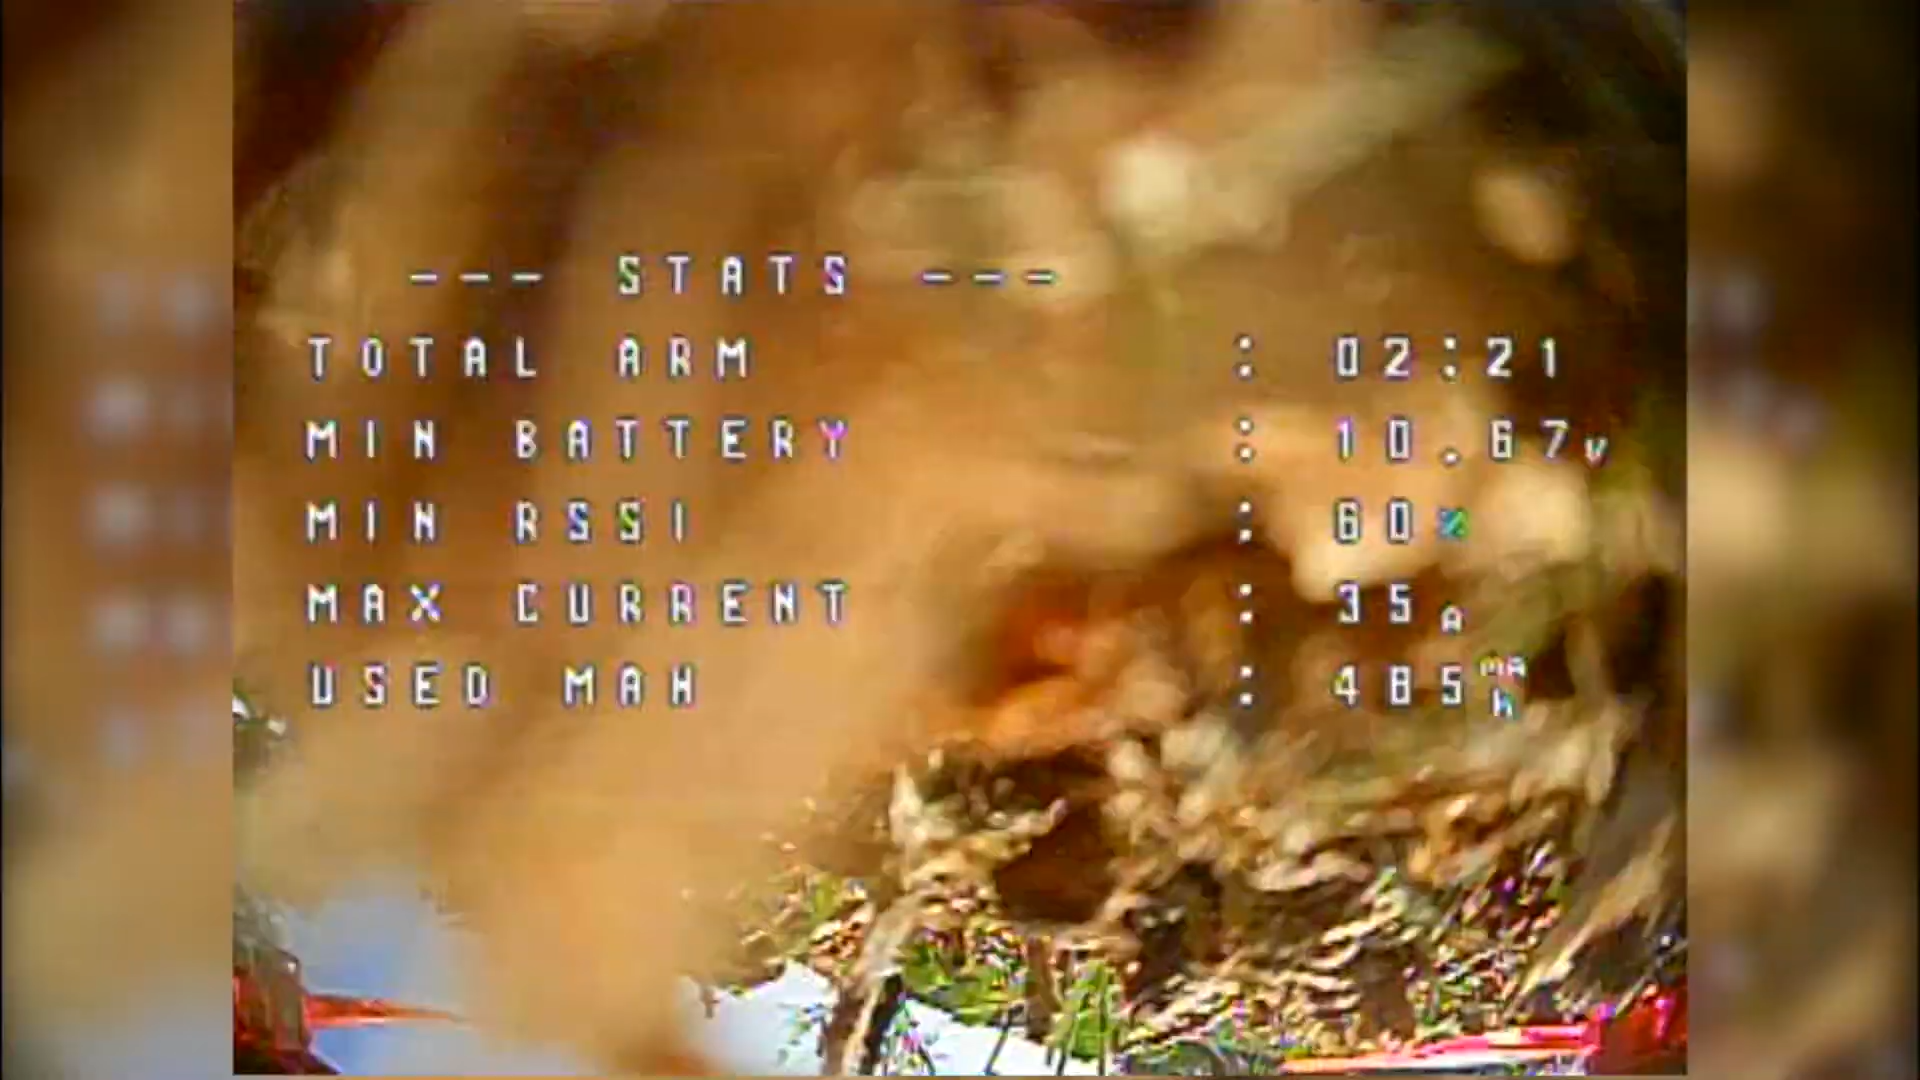 --- STATS ---
TOTAL ARM : 02:21
MIN BATTERY : 10.67V
MIN RSSI : 60%
MAX CURRENT : 35A
USED MAH : 485MAh